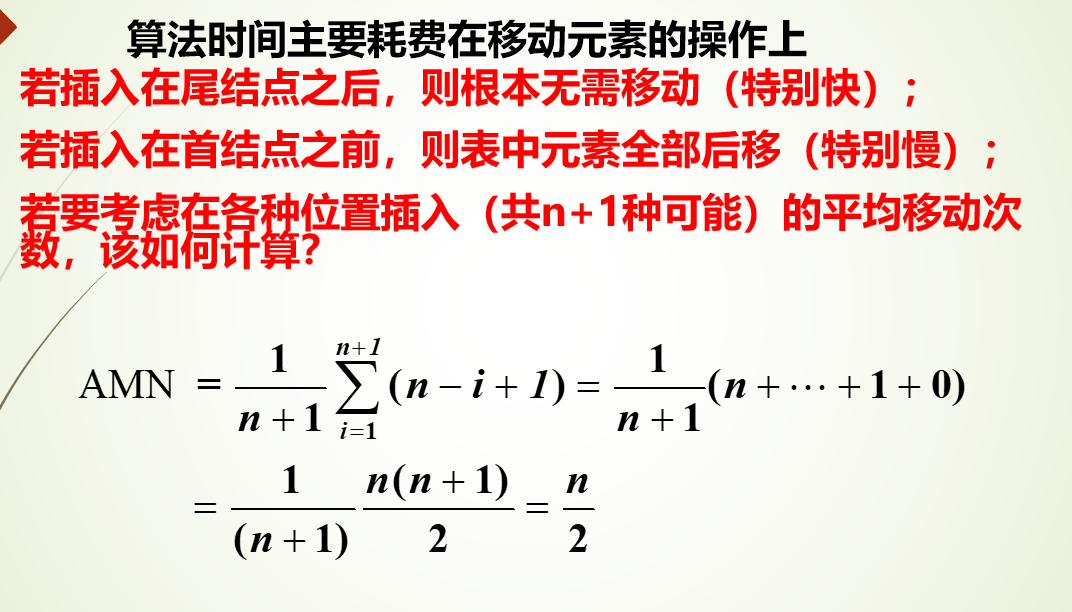 算法时间主要耗费在移动元素的操作上
若插入在尾结点之后，则根本无需移动（特别快）；
若插入在首结点之前，则表中元素全部后移（特别慢）；
若要考虑在各种位置插入（共n+1种可能）的平均移动次
数，该如何计算？
AMN = \frac{1}{n+1} \sum_{i=1}^{n+1} (n - i + 1) = \frac{1}{n+1} (n + ⋯ + 1 + 0)
= \frac{1}{(n+1)} \frac{n(n+1)}{2} = \frac{n}{2}